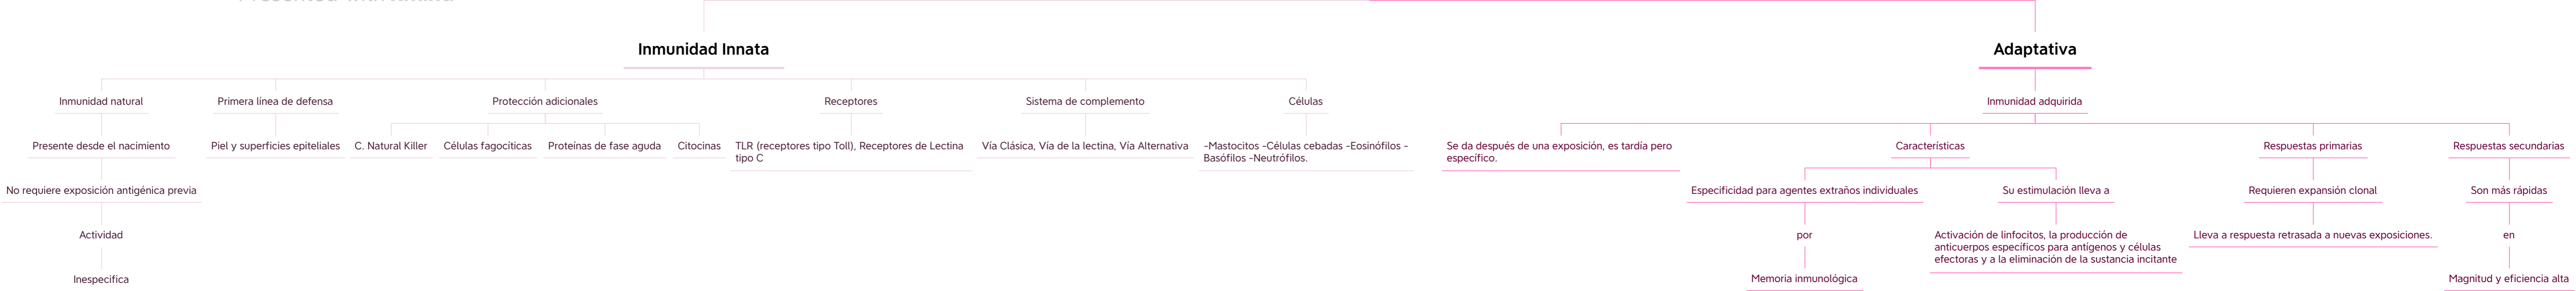 Presented with xmind
Inmunidad Innata
Adaptativa
Inmunidad natural
Primera línea de defensa
Protección adicionales
Receptores
Sistema de complemento
Células
Inmunidad adquirida
Presente desde el nacimiento
Piel y superficies epiteliales
C. Natural Killer
Células fagocíticas
Proteínas de fase aguda
Citocinas
TLR (receptores tipo Toll), Receptores de Lectina
tipo C
Vía Clásica, Vía de la lectina, Vía Alternativa
-Mastocitos -Células cebadas -Eosinófilos -
Basófilos -Neutrófilos.
Se da después de una exposición, es tardía pero
específico.
Características
Respuestas primarias
Respuestas secundarias
No requiere exposición antigénica previa
Especificidad para agentes extraños individuales
Su estimulación lleva a
Requieren expansión clonal
Son más rápidas
Actividad
por
Activación de linfocitos, la producción de
anticuerpos específicos para antígenos y células
efectoras y a la eliminación de la sustancia incitante
Lleva a respuesta retrasada a nuevas exposiciones.
en
Inespecifica
Memoria inmunológica
Magnitud y eficiencia alta